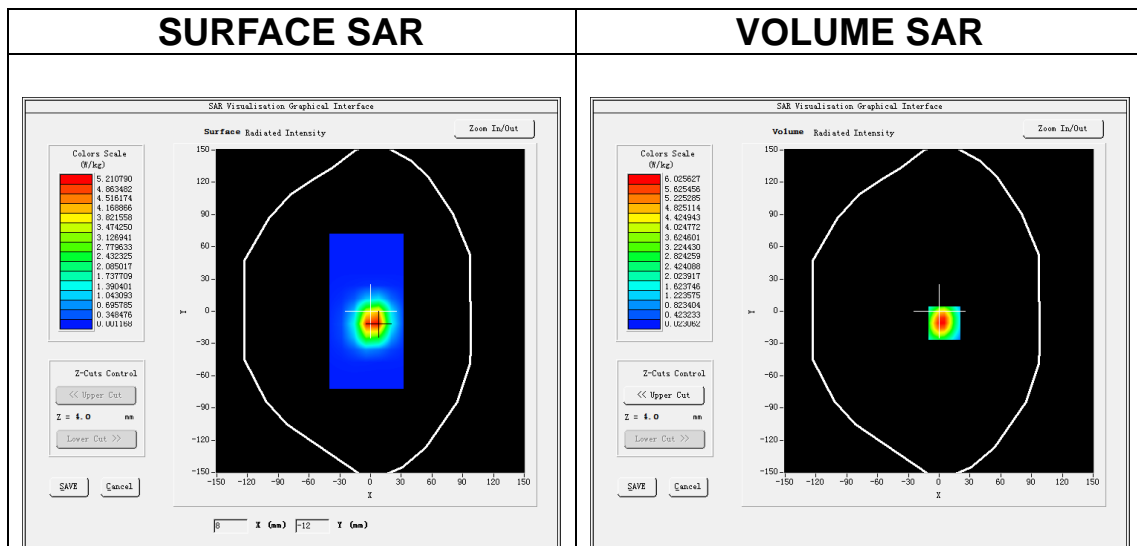 SURFACE SAR
VOLUME SAR
SAR Visualisation Graphical Interface
Surface Radiated Intensity
Zoom In/Out
Colors Scale
(W/kg)
5.210790
4.863482
4.516174
4.168866
3.821558
3.474250
3.126941
2.779633
2.432325
2.085017
1.737709
1.390401
1.043093
0.695785
0.348476
0.001168
150
120
90
60
30
0
-30
-60
-90
-120
-150
Y
-150 -120 -90 -60 -30 0 30 60 90 120 150
X
Z-Cuts Control
<< Upper Cut
Z = 4.0 mm
Lower Cut >>
SAVE Cancel
8 X (mm) -12 Y (mm)
SAR Visualisation Graphical Interface
Volume Radiated Intensity
Zoom In/Out
Colors Scale
(W/kg)
6.025627
5.625456
5.225285
4.825114
4.424943
4.024772
3.624601
3.224430
2.824259
2.424088
2.023917
1.623746
1.223575
0.823404
0.423233
0.023062
150
120
90
60
30
0
-30
-60
-90
-120
-150
Y
-150 -120 -90 -60 -30 0 30 60 90 120 150
X
Z-Cuts Control
<< Upper Cut
Z = 4.0 mm
Lower Cut >>
SAVE Cancel